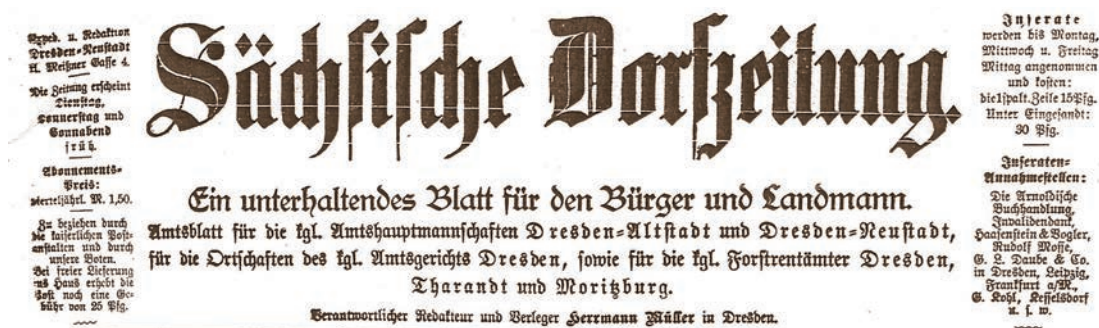 Exped. u. Redaktion
Dresden-Neustadt
kl. Meißner Gasse 4.
Die Zeitung erscheint
Dienstag,
Donnerstag und
Sonnabend
früh.
Abonnements-
Preis:
vierteljährl. M. 1,50.
Zu beziehen durch
die kaiserlichen Post-
anstalten und durch
unsere Boten.
Bei freier Lieferung
ins Haus erhebt die
Post noch eine Ge-
bühr von 25 Pfg.
Sächsische Dorfzeitung.
Ein unterhaltendes Blatt für den Bürger und Landmann.
Amtsblatt für die kgl. Amtshauptmannschaften Dresden-Altstadt und Dresden-Neustadt,
für die Ortschaften des kgl. Amtsgerichts Dresden, sowie für die kgl. Forstrentämter Dresden,
Tharandt und Moritzburg.
Verantwortlicher Redakteur und Verleger Herrmann Müller in Dresden.
Inserate
werden bis Montag,
Mittwoch u. Freitag
Mittag angenommen
und kosten:
die 1spalt. Zeile 15 Pfg.
Unter Eingesandt:
30 Pfg.
Inseraten-
Annahmestellen:
Die Arnoldische
Buchhandlung,
Invalidendank,
Haasenstein & Vogler,
Rudolf Mosse,
G. L. Daube & Co.
in Dresden, Leipzig,
Frankfurt a/M.,
G. Kohl, Kesselsdorf
u. s. w.